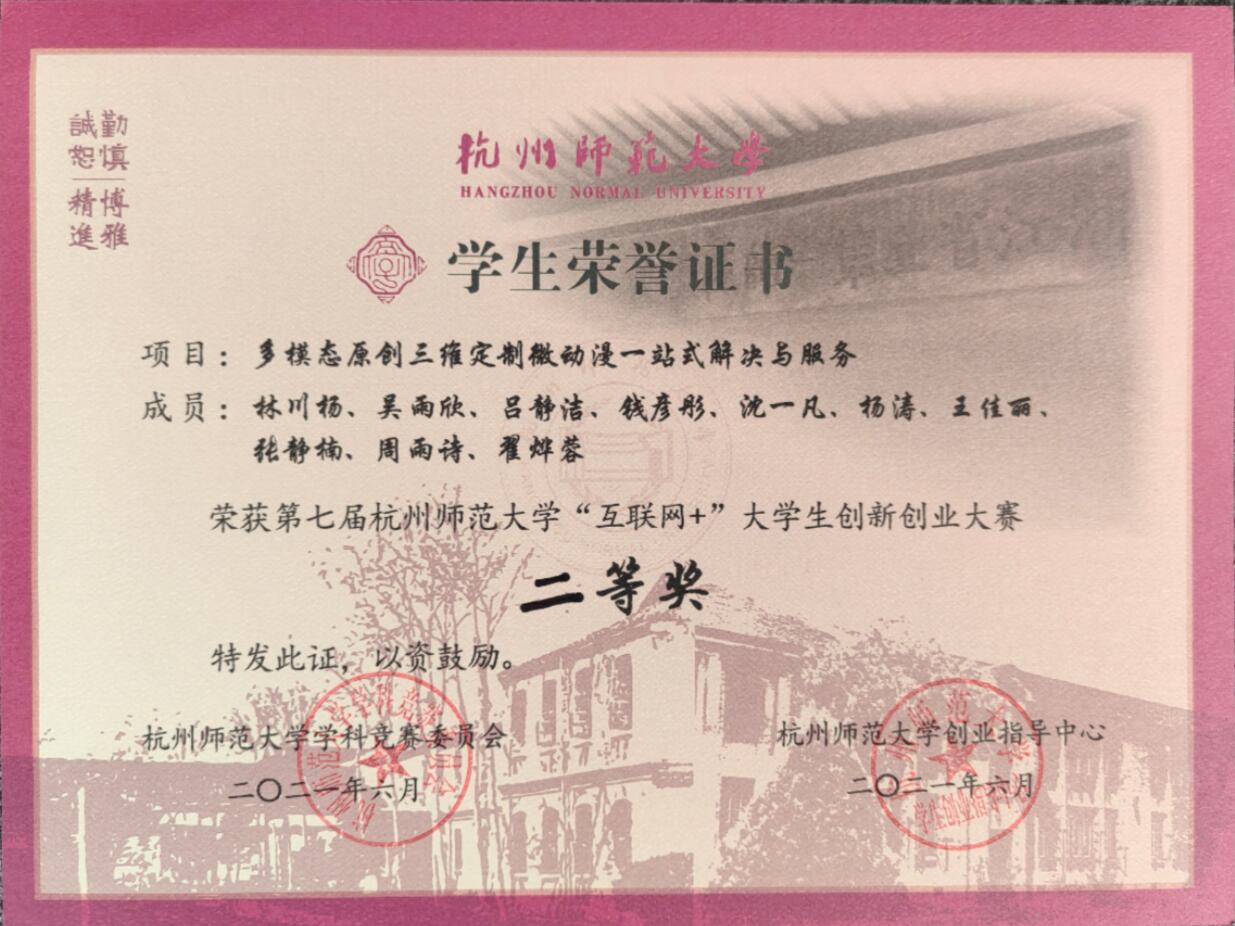 勤慎
誠恕
博雅
精進
杭州师范大学
HANGZHOU NORMAL UNIVERSITY
学生荣誉证书
项目：多模态原创三维定制微动漫一站式解决与服务
成员：林川杨、吴雨欣、吕静洁、钱彦彤、沈一凡、杨涛、王佳丽、
张静楠、周雨诗、翟烨蓉
荣获第七届杭州师范大学“互联网+”大学生创新创业大赛
二等奖
特发此证，以资鼓励。
杭州师范大学学科竞赛委员会
二〇二一年六月
杭州师范大学创业指导中心
二〇二一年六月